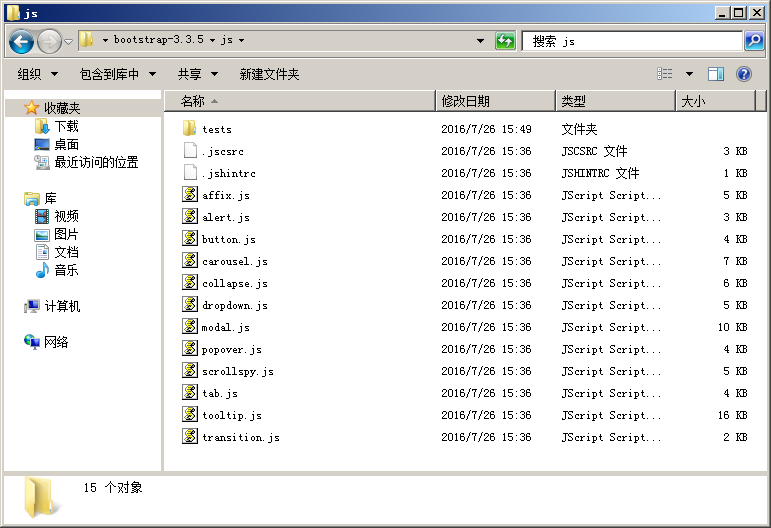 js
bootstrap-3.3.5 js
搜索 js
组织 包含到库中 共享 新建文件夹
名称 修改日期 类型 大小
收藏夹
下载
桌面
最近访问的位置
库
视频
图片
文档
音乐
计算机
网络
tests 2016/7/26 15:49 文件夹
.jscsrc 2016/7/26 15:36 JSCSRC 文件 3 KB
.jshintrc 2016/7/26 15:36 JSHINTRC 文件 1 KB
affix.js 2016/7/26 15:36 JScript Script... 5 KB
alert.js 2016/7/26 15:36 JScript Script... 3 KB
button.js 2016/7/26 15:36 JScript Script... 4 KB
carousel.js 2016/7/26 15:36 JScript Script... 7 KB
collapse.js 2016/7/26 15:36 JScript Script... 6 KB
dropdown.js 2016/7/26 15:36 JScript Script... 5 KB
modal.js 2016/7/26 15:36 JScript Script... 10 KB
popover.js 2016/7/26 15:36 JScript Script... 4 KB
scrollspy.js 2016/7/26 15:36 JScript Script... 5 KB
tab.js 2016/7/26 15:36 JScript Script... 4 KB
tooltip.js 2016/7/26 15:36 JScript Script... 16 KB
transition.js 2016/7/26 15:36 JScript Script... 2 KB
15 个对象